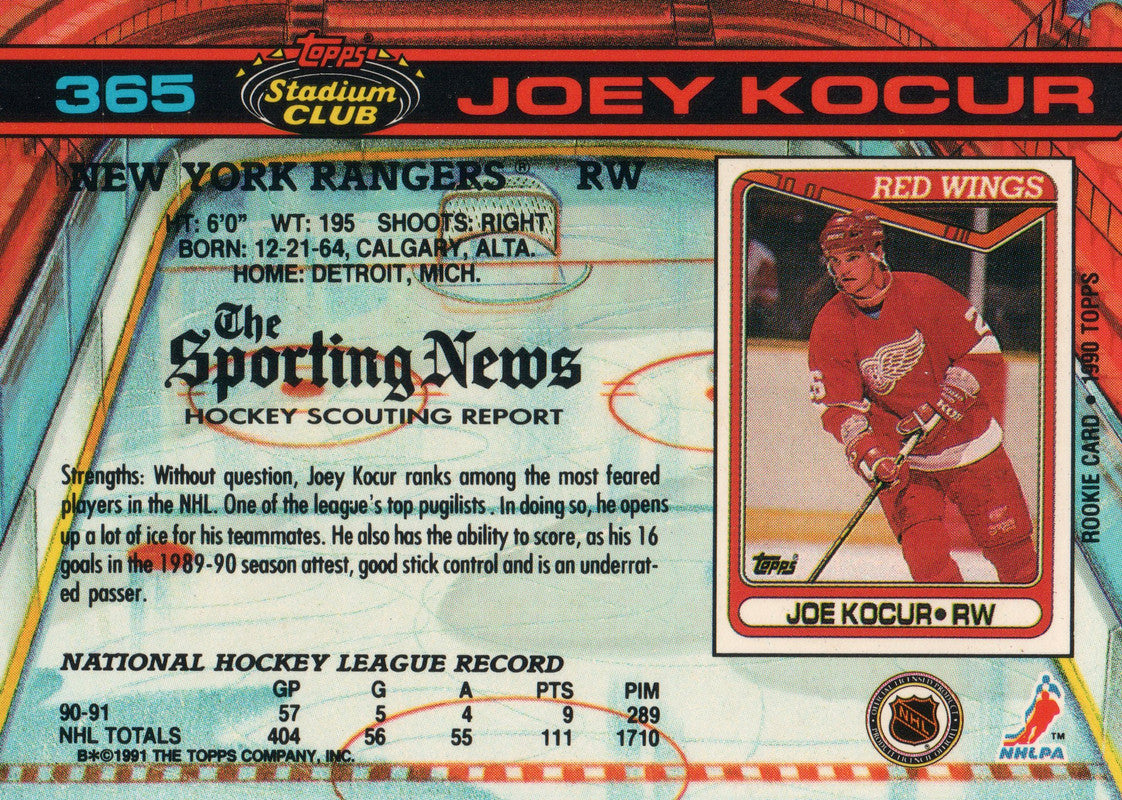 365
Topps®
Stadium
CLUB
JOEY KOCUR
NEW YORK RANGERS® RW
HT: 6'0" WT: 195 SHOOTS: RIGHT
BORN: 12-21-64, CALGARY, ALTA.
HOME: DETROIT, MICH.
The
Sporting News
HOCKEY SCOUTING REPORT
Strengths: Without question, Joey Kocur ranks among the most feared
players in the NHL. One of the league's top pugilists. In doing so, he opens
up a lot of ice for his teammates. He also has the ability to score, as his 16
goals in the 1989-90 season attest, good stick control and is an underrat-
ed passer.
NATIONAL HOCKEY LEAGUE RECORD
GP G A PTS PIM
90-91 57 5 4 9 289
NHL TOTALS 404 56 55 111 1710
B*©1991 THE TOPPS COMPANY, INC.
RED WINGS
Topps®
JOE KOCUR•RW
ROOKIE CARD • 1990 TOPPS
NHL
NHLPA™